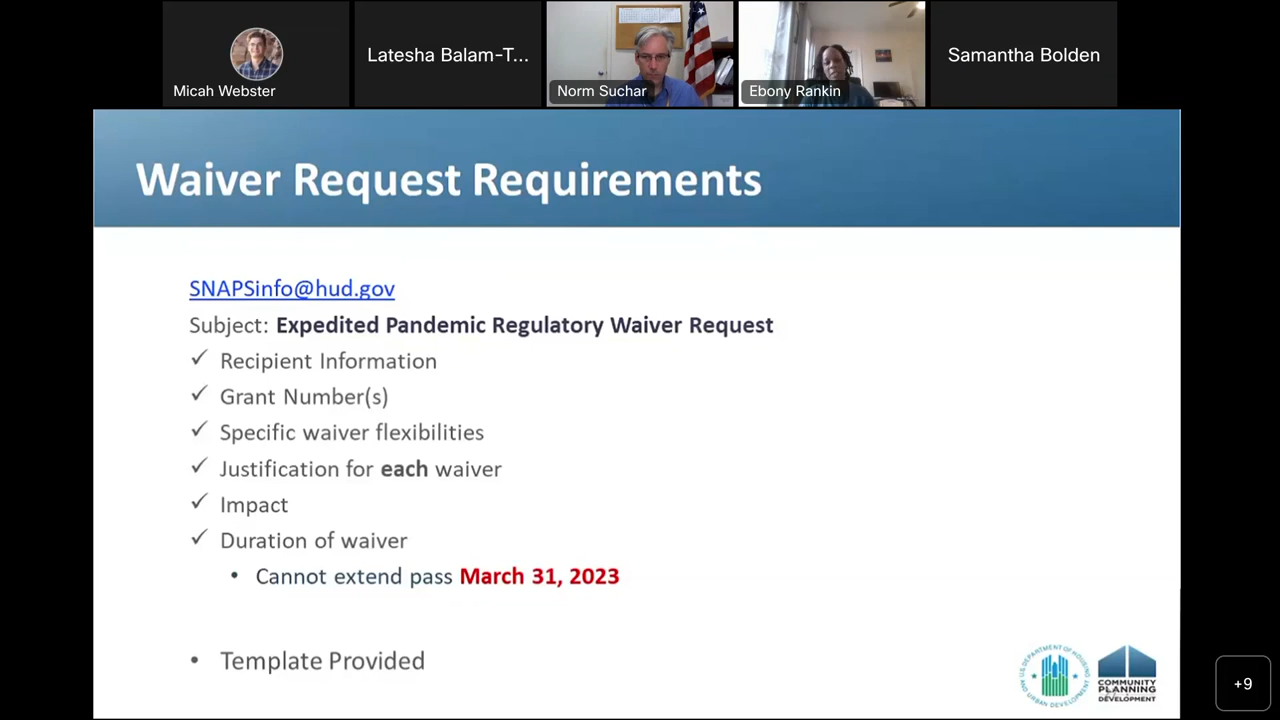 Micah Webster
Latesha Balam-T...
Norm Suchar
Ebony Rankin
Samantha Bolden
Waiver Request Requirements
SNAPSinfo@hud.gov
Subject: Expedited Pandemic Regulatory Waiver Request
✓ Recipient Information
✓ Grant Number(s)
✓ Specific waiver flexibilities
✓ Justification for each waiver
✓ Impact
✓ Duration of waiver
• Cannot extend pass March 31, 2023
• Template Provided
U.S. DEPARTMENT OF HOUSING
AND URBAN DEVELOPMENT
COMMUNITY
PLANNING
DEVELOPMENT
+9